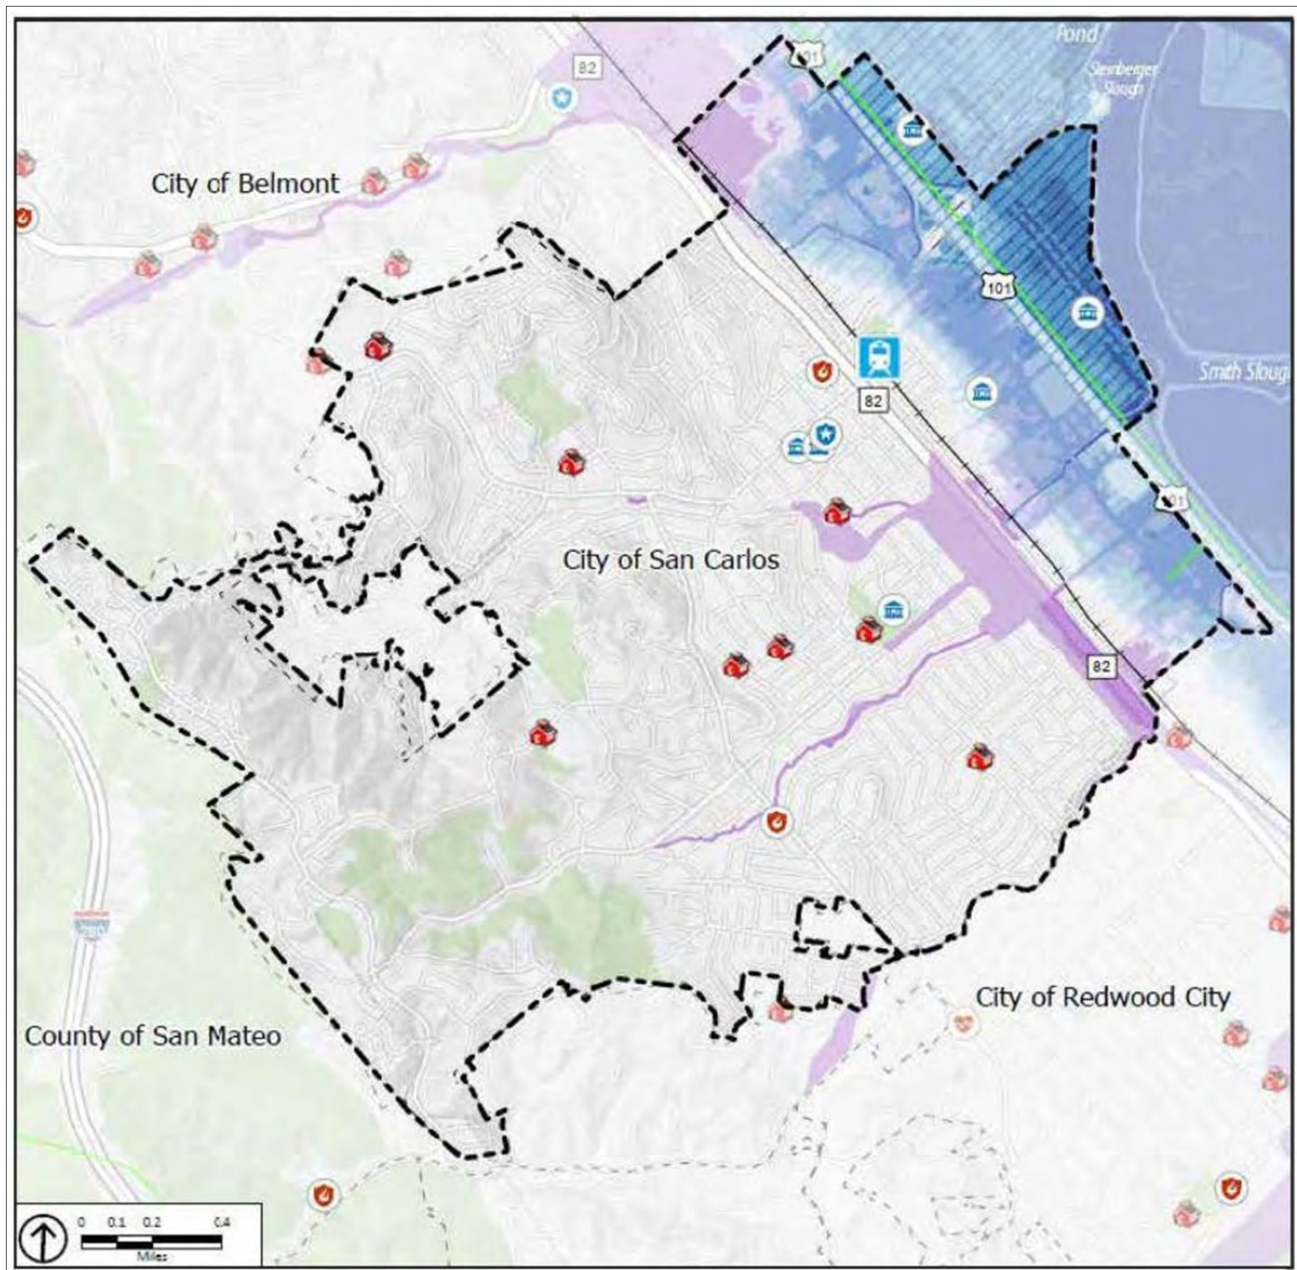 Pond
101
Steinberger
Slough
82
City of Belmont
101
Smith Slough
82
101
City of San Carlos
82
280
City of Redwood City
County of San Mateo
0 0.1 0.2 0.4
Miles